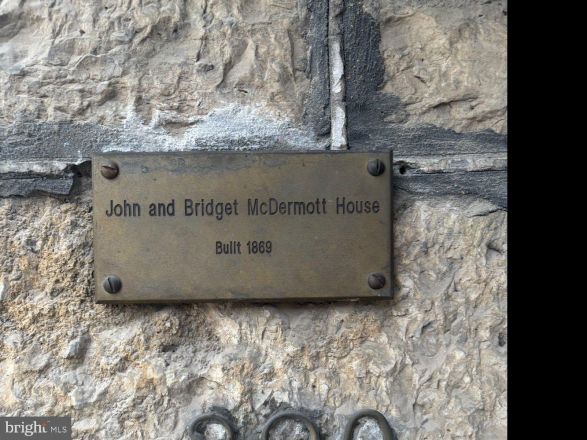 John and Bridget McDermott House
Built 1869
bright MLS